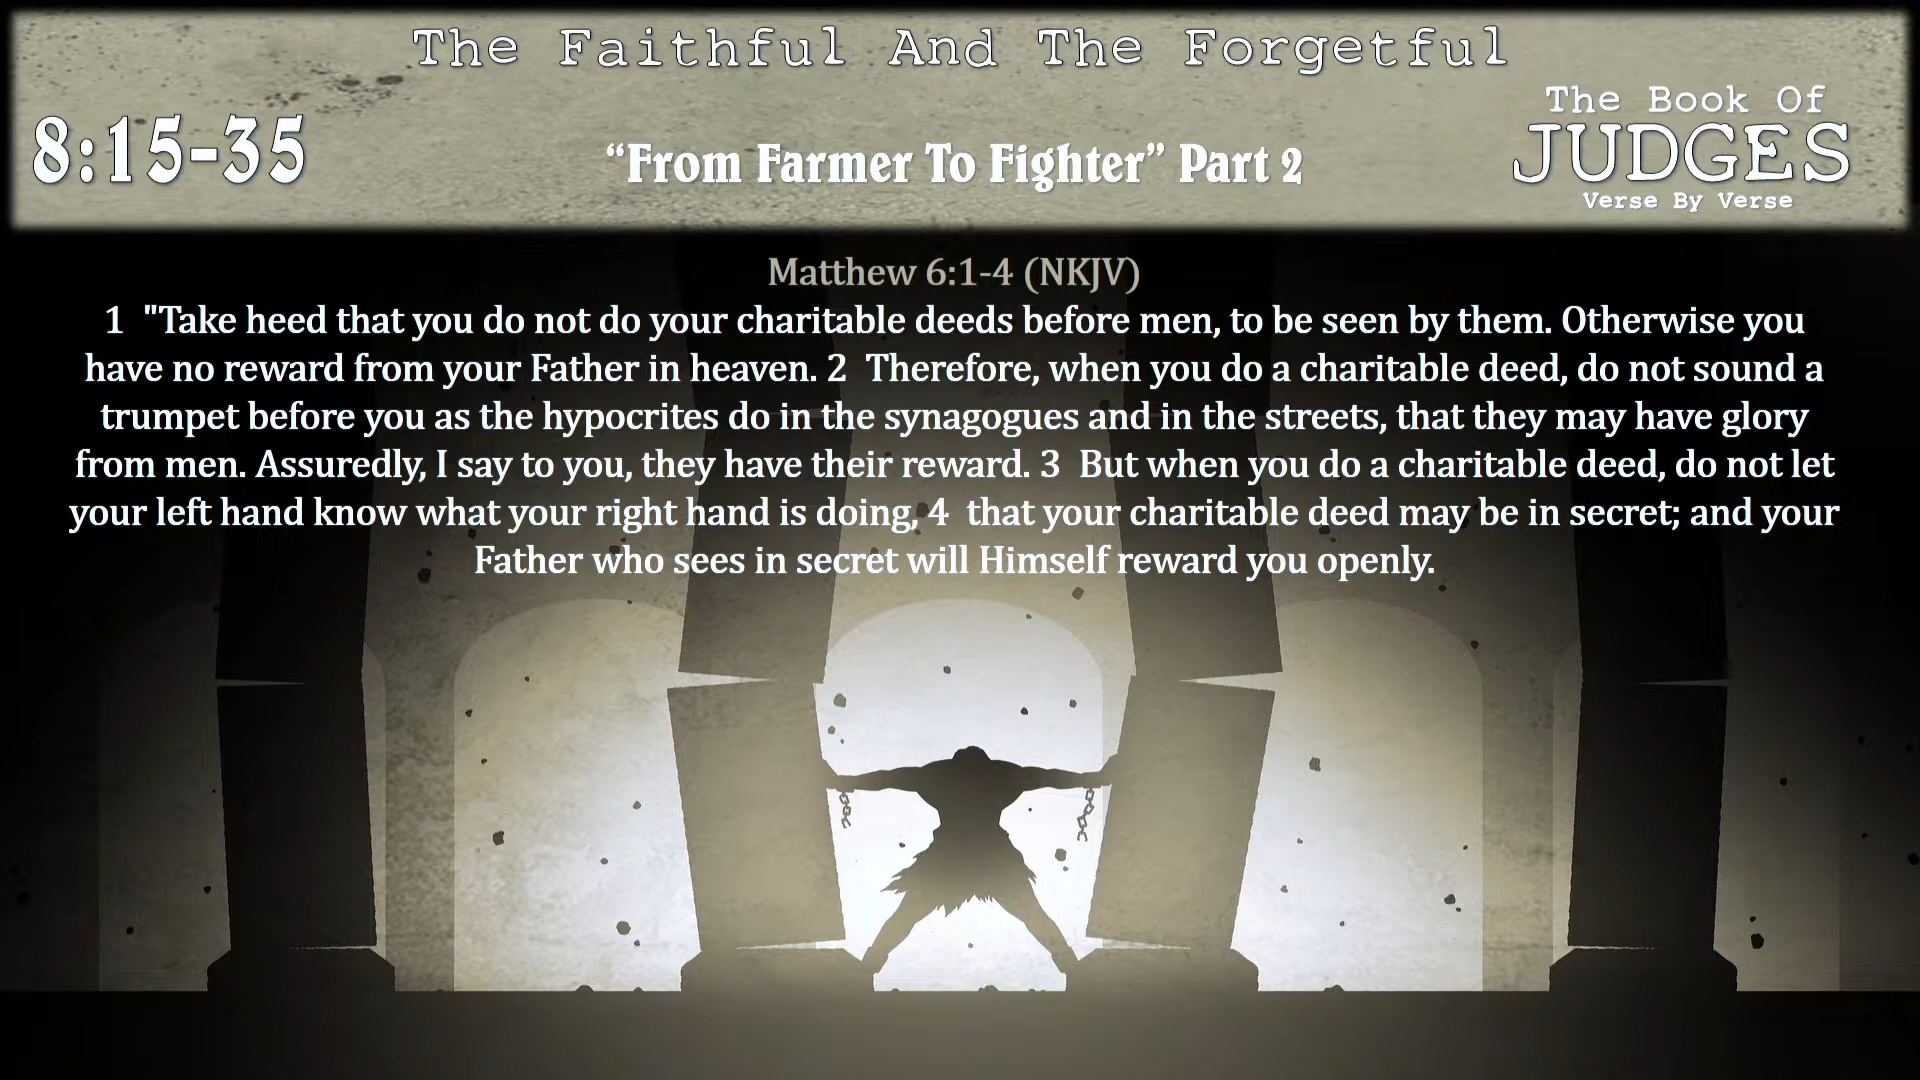 The Faithful And The Forgetful
8:15-35
“From Farmer To Fighter” Part 2
The Book Of
JUDGES
Verse By Verse
Matthew 6:1-4 (NKJV)
1 "Take heed that you do not do your charitable deeds before men, to be seen by them. Otherwise you
have no reward from your Father in heaven. 2 Therefore, when you do a charitable deed, do not sound a
trumpet before you as the hypocrites do in the synagogues and in the streets, that they may have glory
from men. Assuredly, I say to you, they have their reward. 3 But when you do a charitable deed, do not let
your left hand know what your right hand is doing, 4 that your charitable deed may be in secret; and your
Father who sees in secret will Himself reward you openly.